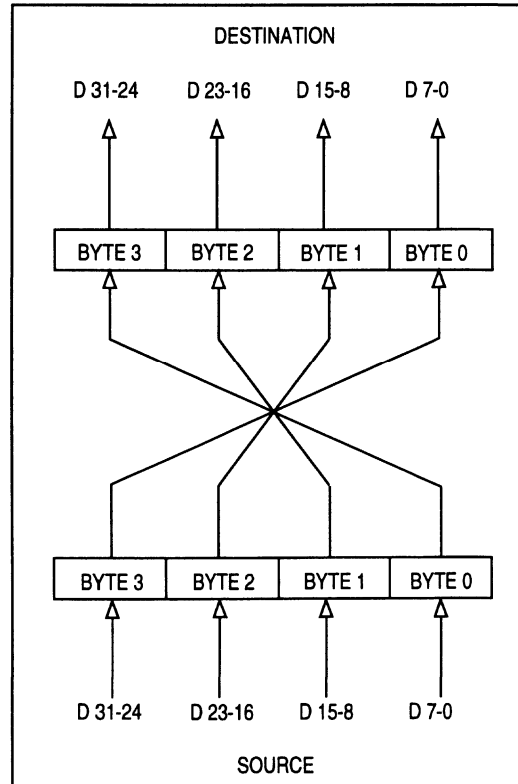 DESTINATION
D 31-24 D 23-16 D 15-8 D 7-0
BYTE 3 BYTE 2 BYTE 1 BYTE 0
BYTE 3 BYTE 2 BYTE 1 BYTE 0
D 31-24 D 23-16 D 15-8 D 7-0
SOURCE